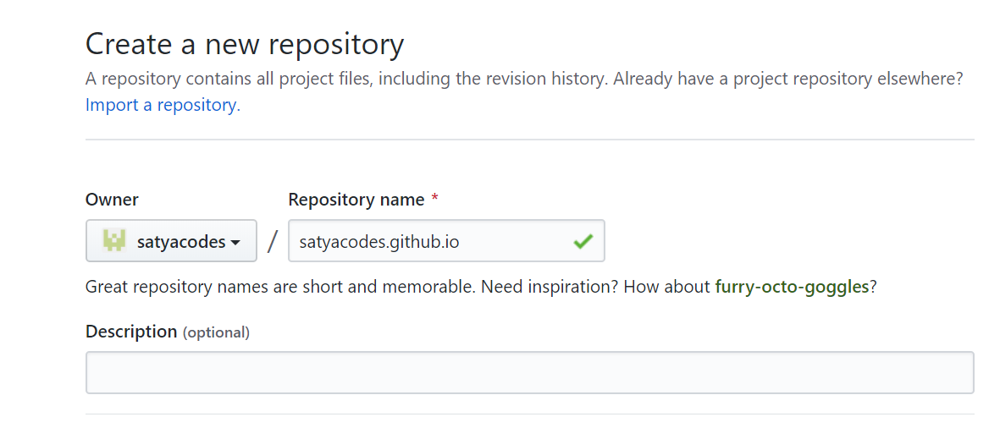 Create a new repository
A repository contains all project files, including the revision history. Already have a project repository elsewhere?
Import a repository.
Owner
Repository name *
satyacodes
/
satyacodes.github.io
Great repository names are short and memorable. Need inspiration? How about furry-octo-goggles?
Description (optional)